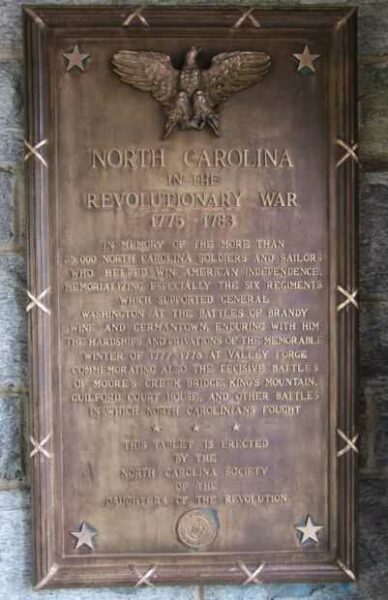 NORTH CAROLINA
IN THE
REVOLUTIONARY WAR
1775-1783
IN MEMORY OF THE MORE THAN
25,000 NORTH CAROLINA SOLDIERS AND SAILORS
WHO HELPED WIN AMERICAN INDEPENDENCE,
MEMORIALIZING ESPECIALLY THE SIX REGIMENTS
WHICH SUPPORTED GENERAL
WASHINGTON AT THE BATTLES OF BRANDY
WINE AND GERMANTOWN, ENDURING WITH HIM
THE HARDSHIPS AND PRIVATIONS OF THE MEMORABLE
WINTER OF 1777-1778 AT VALLEY FORGE
COMMEMORATING ALSO THE DECISIVE BATTLES
OF MOORE'S CREEK BRIDGE, KING'S MOUNTAIN,
GUILFORD COURT HOUSE, AND OTHER BATTLES
IN WHICH NORTH CAROLINIANS FOUGHT
THIS TABLET IS ERECTED
BY THE
NORTH CAROLINA SOCIETY
OF THE
DAUGHTERS OF THE REVOLUTION.